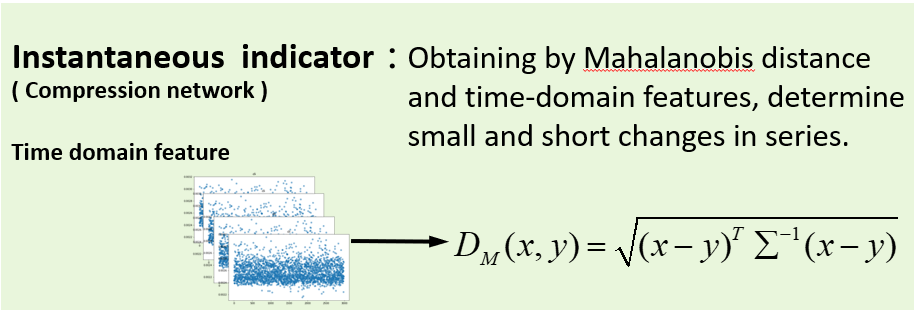 Instantaneous indicator : Obtaining by Mahalanobis distance
( Compression network ) and time-domain features, determine
small and short changes in series.
Time domain feature
D_M(x, y) = √((x − y)^T Σ^−1 (x − y))